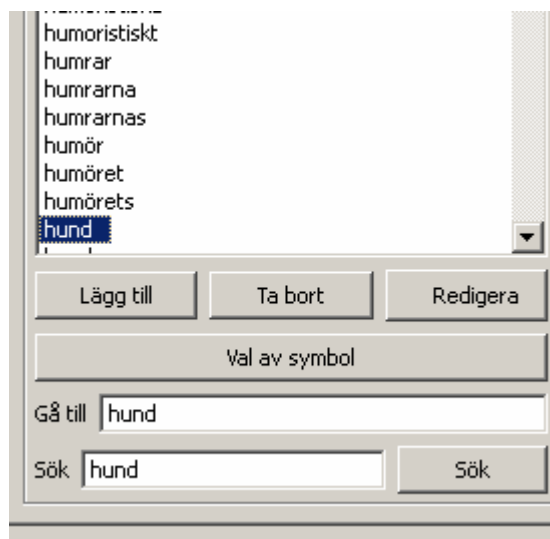 humoristiskt
humrar
humrarna
humrarnas
humör
humöret
humörets
hund
Lägg till Ta bort Redigera
Val av symbol
Gå till hund
Sök hund Sök